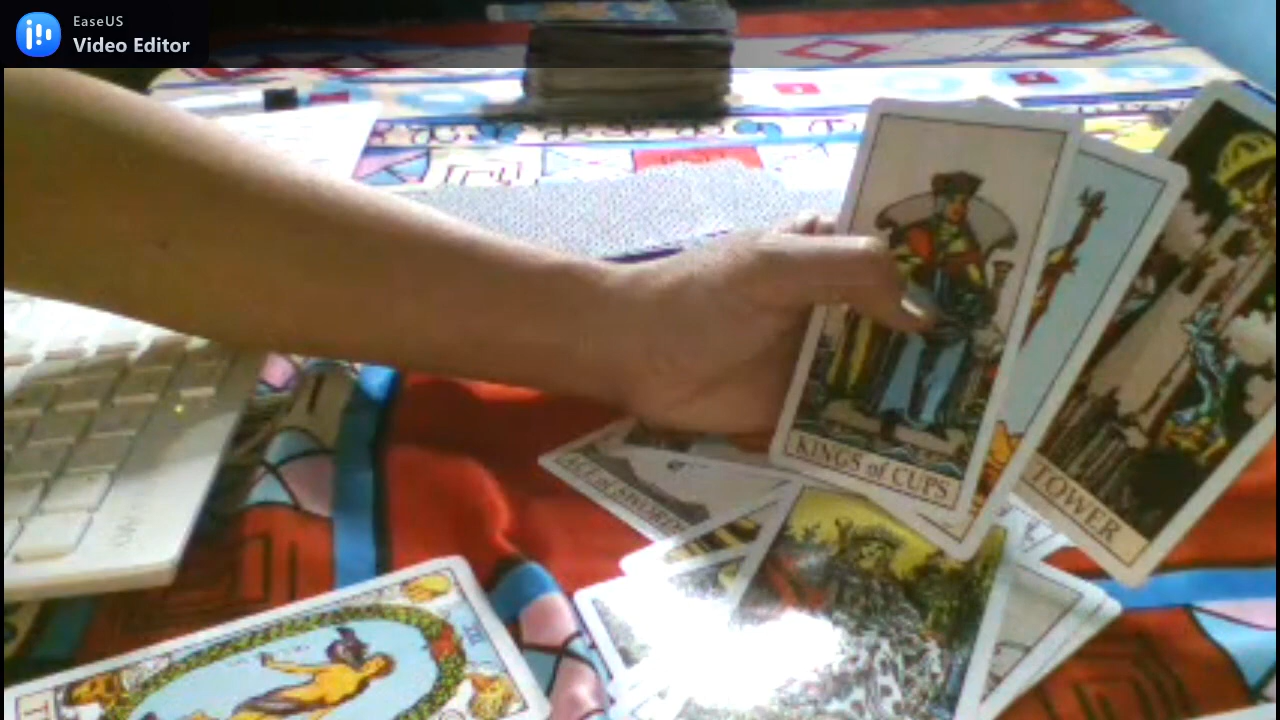 EaseUS
Video Editor
KINGS of CUPS
TOWER
ACE of SWORDS